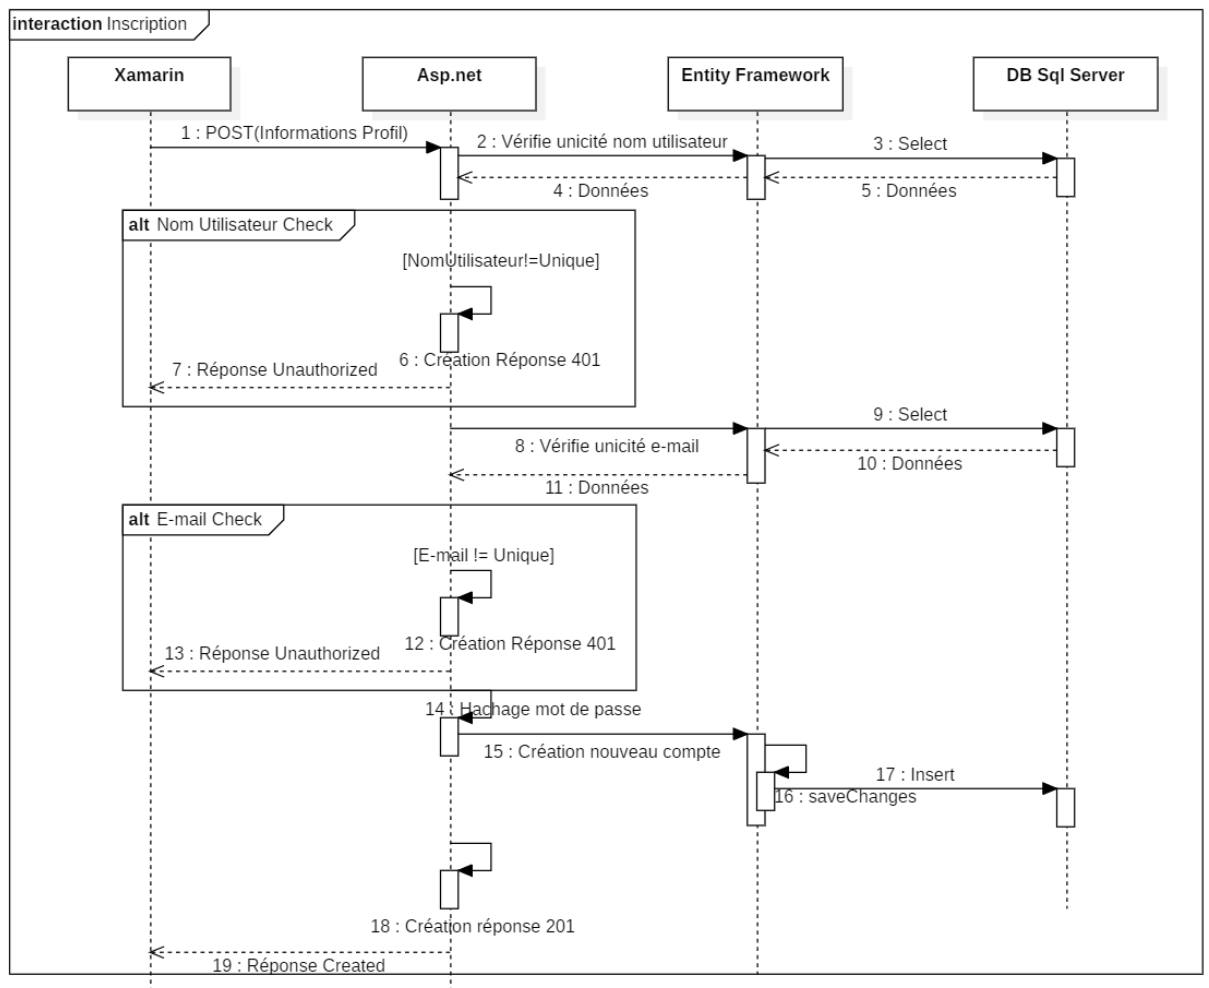 interaction Inscription
Xamarin
Asp.net
Entity Framework
DB Sql Server
1 : POST(Informations Profil)
2 : Vérifie unicité nom utilisateur
3 : Select
4 : Données
5 : Données
alt Nom Utilisateur Check
[NomUtilisateur!=Unique]
6 : Création Réponse 401
7 : Réponse Unauthorized
8 : Vérifie unicité e-mail
9 : Select
10 : Données
11 : Données
alt E-mail Check
[E-mail != Unique]
12 : Création Réponse 401
13 : Réponse Unauthorized
14 : Hachage mot de passe
15 : Création nouveau compte
16 : saveChanges
17 : Insert
18 : Création réponse 201
19 : Réponse Created